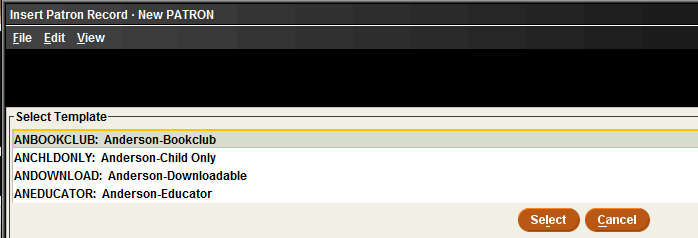 Insert Patron Record · New PATRON
File Edit View
Select Template
ANBOOKCLUB: Anderson-Bookclub
ANCHLDONLY: Anderson-Child Only
ANDOWNLOAD: Anderson-Downloadable
ANEDUCATOR: Anderson-Educator
Select Cancel